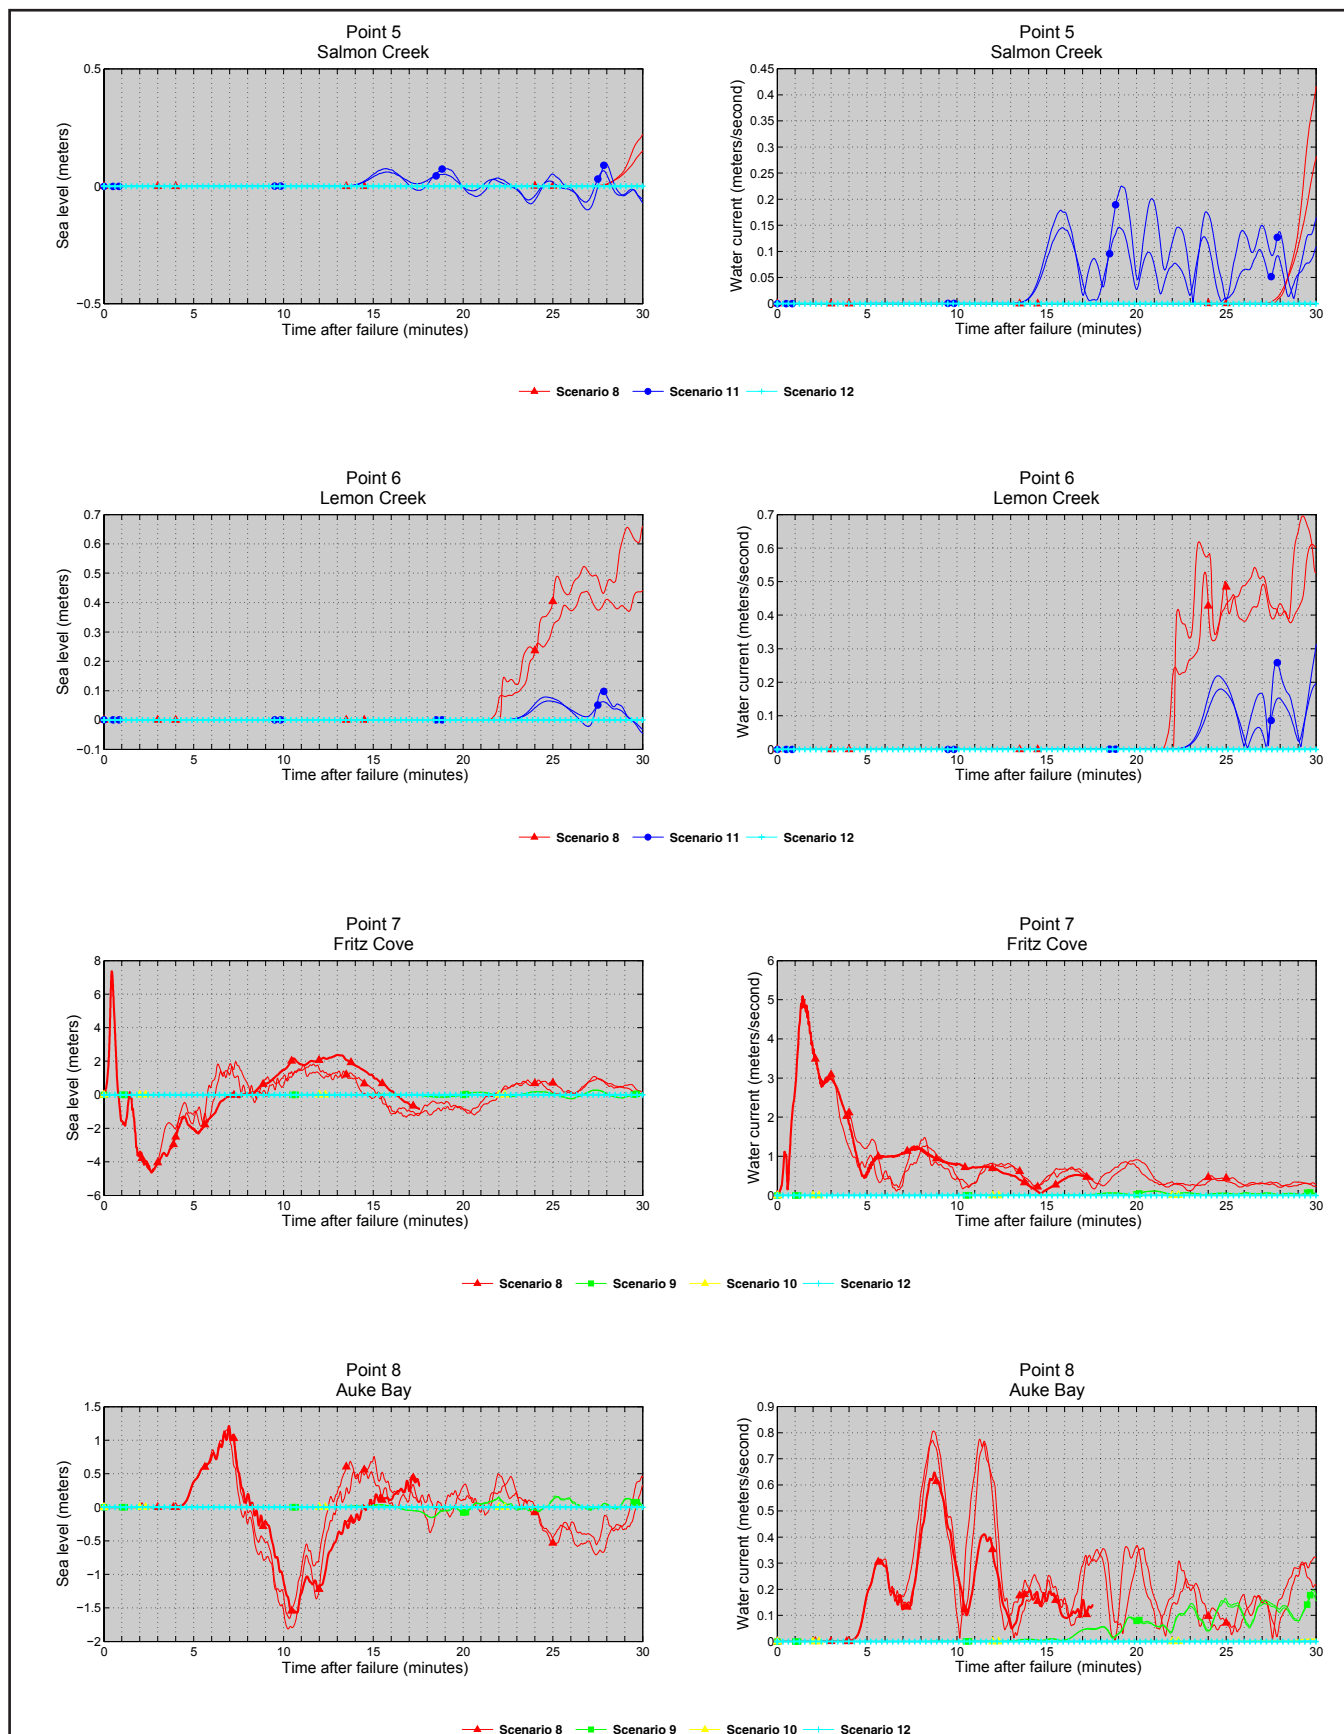 Point 5
Salmon Creek
0.5
0
−0.5
Sea level (meters)
0 5 10 15 20 25 30
Time after failure (minutes)
Point 5
Salmon Creek
0.45
0.4
0.35
0.3
0.25
0.2
0.15
0.1
0.05
0
Water current (meters/second)
0 5 10 15 20 25 30
Time after failure (minutes)
Scenario 8 Scenario 11 Scenario 12
Point 6
Lemon Creek
0.7
0.6
0.5
0.4
0.3
0.2
0.1
0
−0.1
Sea level (meters)
0 5 10 15 20 25 30
Time after failure (minutes)
Point 6
Lemon Creek
0.7
0.6
0.5
0.4
0.3
0.2
0.1
0
Water current (meters/second)
0 5 10 15 20 25 30
Time after failure (minutes)
Scenario 8 Scenario 11 Scenario 12
Point 7
Fritz Cove
8
6
4
2
0
−2
−4
−6
Sea level (meters)
0 5 10 15 20 25 30
Time after failure (minutes)
Point 7
Fritz Cove
6
5
4
3
2
1
0
Water current (meters/second)
0 5 10 15 20 25 30
Time after failure (minutes)
Scenario 8 Scenario 9 Scenario 10 Scenario 12
Point 8
Auke Bay
1.5
1
0.5
0
−0.5
−1
−1.5
−2
Sea level (meters)
0 5 10 15 20 25 30
Time after failure (minutes)
Point 8
Auke Bay
0.9
0.8
0.7
0.6
0.5
0.4
0.3
0.2
0.1
0
Water current (meters/second)
0 5 10 15 20 25 30
Time after failure (minutes)
Scenario 8 Scenario 9 Scenario 10 Scenario 12